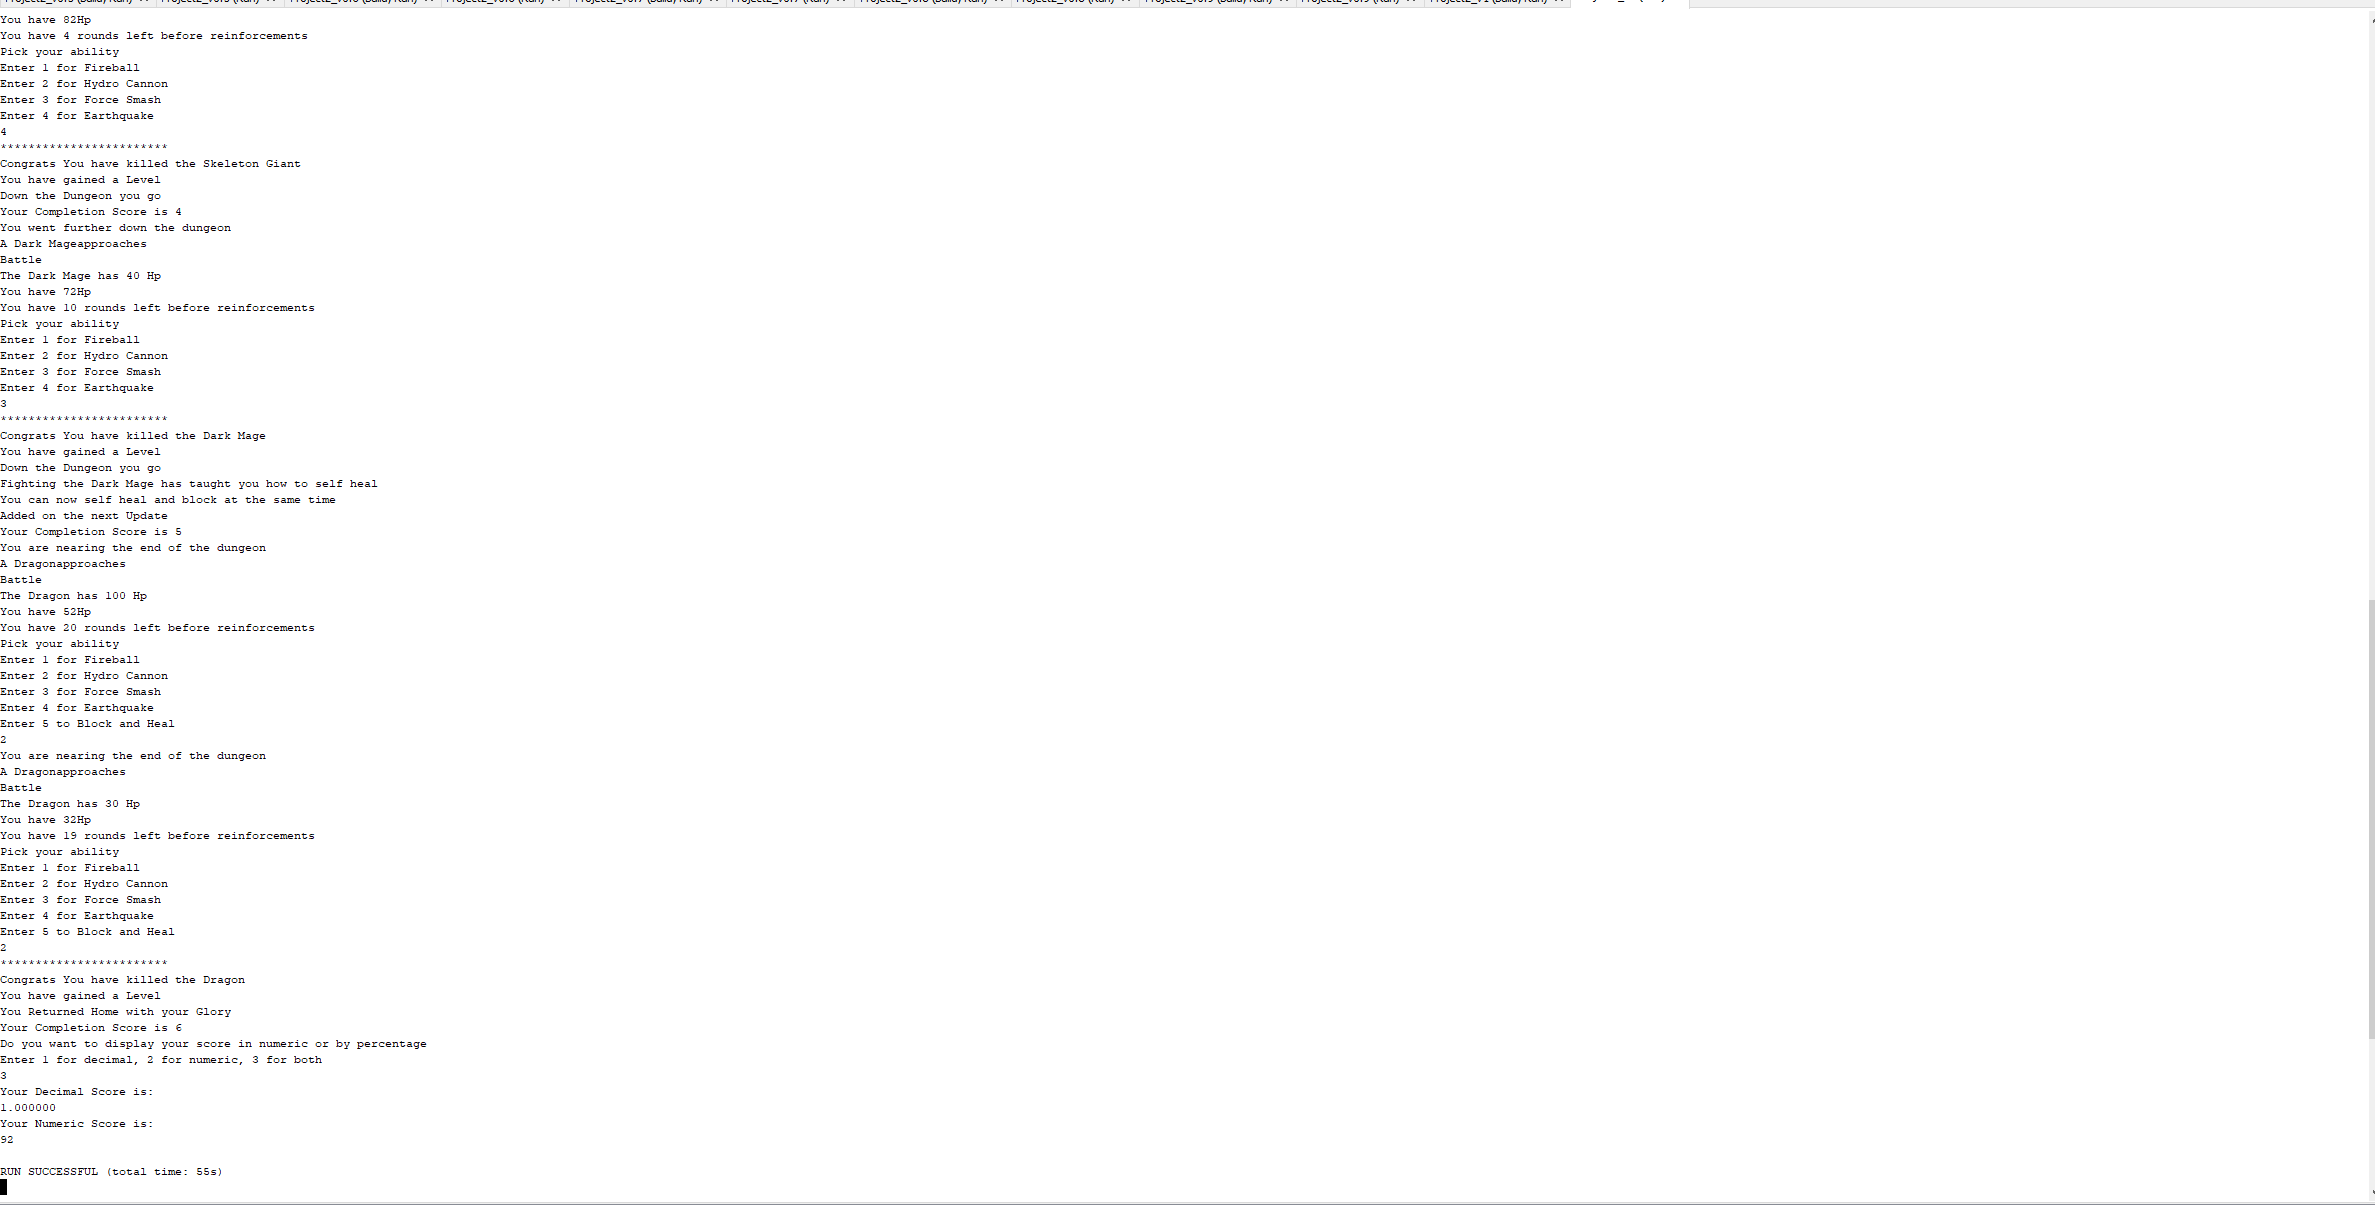 You have 82Hp
You have 4 rounds left before reinforcements
Pick your ability
Enter 1 for Fireball
Enter 2 for Hydro Cannon
Enter 3 for Force Smash
Enter 4 for Earthquake
4
************************
Congrats You have killed the Skeleton Giant
You have gained a Level
Down the Dungeon you go
Your Completion Score is 4
You went further down the dungeon
A Dark Mageapproaches
Battle
The Dark Mage has 40 Hp
You have 72Hp
You have 10 rounds left before reinforcements
Pick your ability
Enter 1 for Fireball
Enter 2 for Hydro Cannon
Enter 3 for Force Smash
Enter 4 for Earthquake
3
************************
Congrats You have killed the Dark Mage
You have gained a Level
Down the Dungeon you go
Fighting the Dark Mage has taught you how to self heal
You can now self heal and block at the same time
Added on the next Update
Your Completion Score is 5
You are nearing the end of the dungeon
A Dragonapproaches
Battle
The Dragon has 100 Hp
You have 52Hp
You have 20 rounds left before reinforcements
Pick your ability
Enter 1 for Fireball
Enter 2 for Hydro Cannon
Enter 3 for Force Smash
Enter 4 for Earthquake
Enter 5 to Block and Heal
2
You are nearing the end of the dungeon
A Dragonapproaches
Battle
The Dragon has 30 Hp
You have 32Hp
You have 19 rounds left before reinforcements
Pick your ability
Enter 1 for Fireball
Enter 2 for Hydro Cannon
Enter 3 for Force Smash
Enter 4 for Earthquake
Enter 5 to Block and Heal
2
************************
Congrats You have killed the Dragon
You have gained a Level
You Returned Home with your Glory
Your Completion Score is 6
Do you want to display your score in numeric or by percentage
Enter 1 for decimal, 2 for numeric, 3 for both
3
Your Decimal Score is:
1.000000
Your Numeric Score is:
92
RUN SUCCESSFUL (total time: 55s)